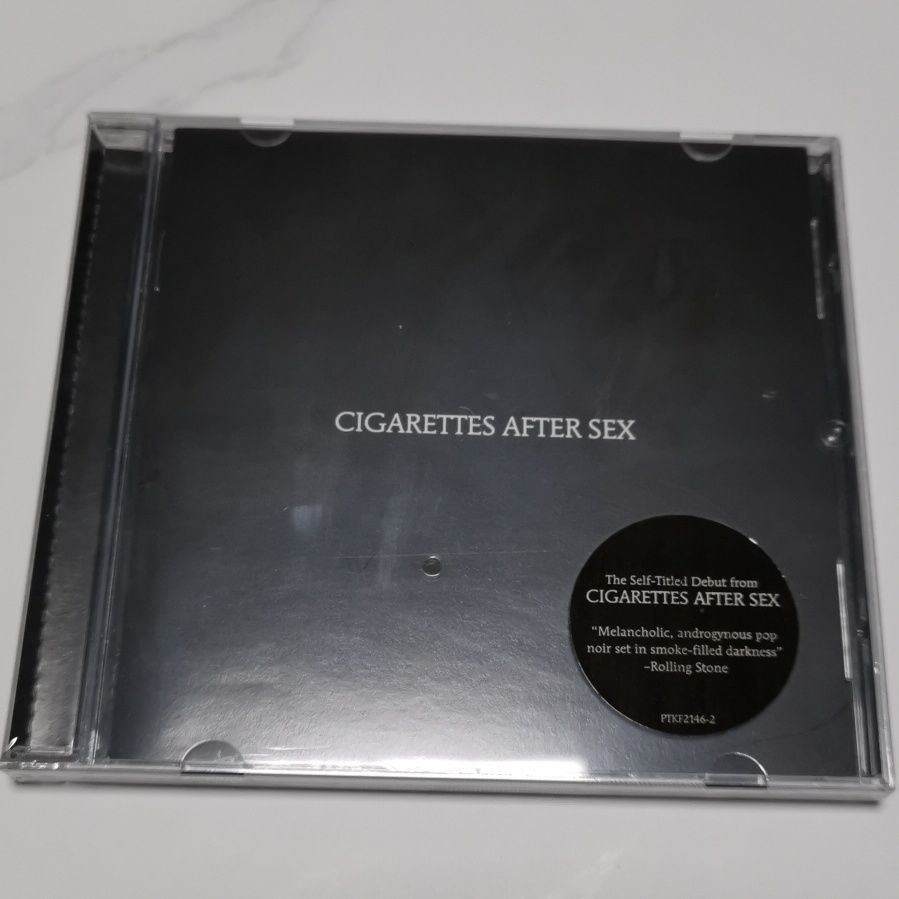 CIGARETTES AFTER SEX
The Self-Titled Debut from
CIGARETTES AFTER SEX
“Melancholic, androgynous pop
noir set in smoke-filled darkness”
–Rolling Stone
PTKF2146-2